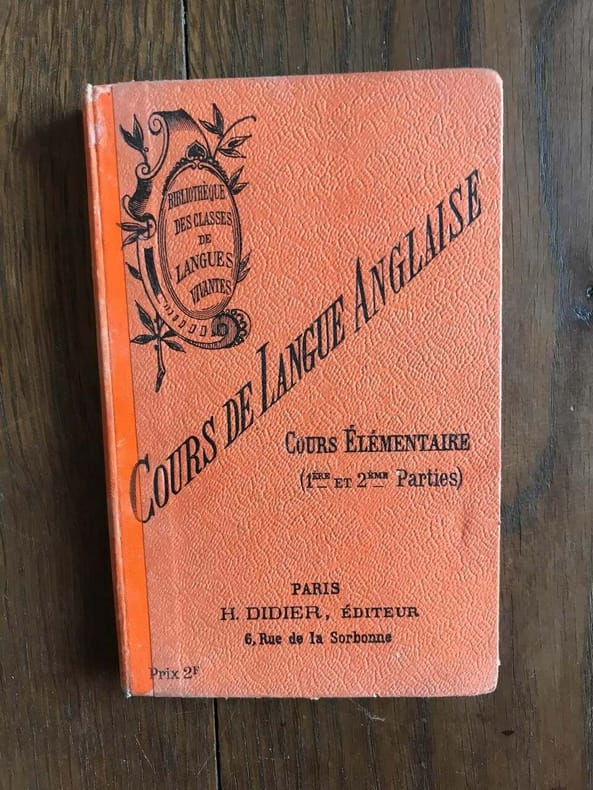 BIBLIOTHÈQUE
DES CLASSES
DE
LANGUES
VIVANTES
COURS DE LANGUE ANGLAISE
COURS ÉLÉMENTAIRE
(1ÈRE ET 2ÈME Parties)
PARIS
H. DIDIER, ÉDITEUR
6, Rue de la Sorbonne
Prix 2F